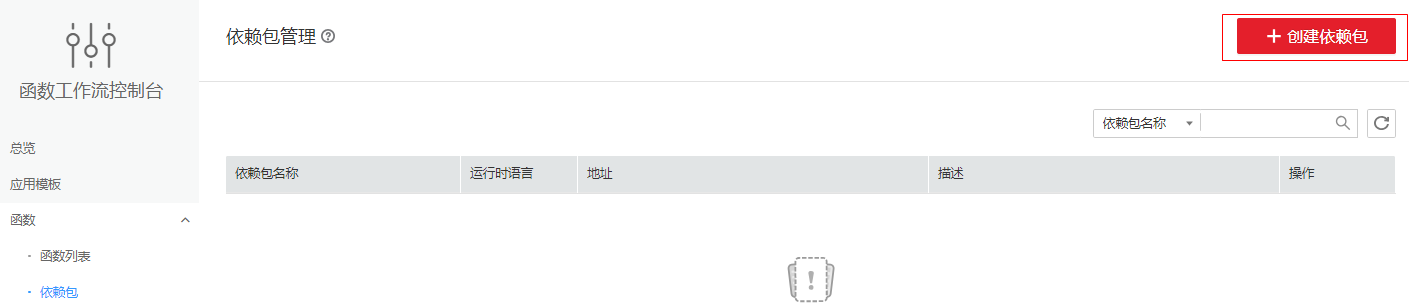 函数工作流控制台
总览
应用模板
函数
函数列表
依赖包
依赖包管理
创建依赖包
依赖包名称
依赖包名称 运行时语言 地址 描述 操作